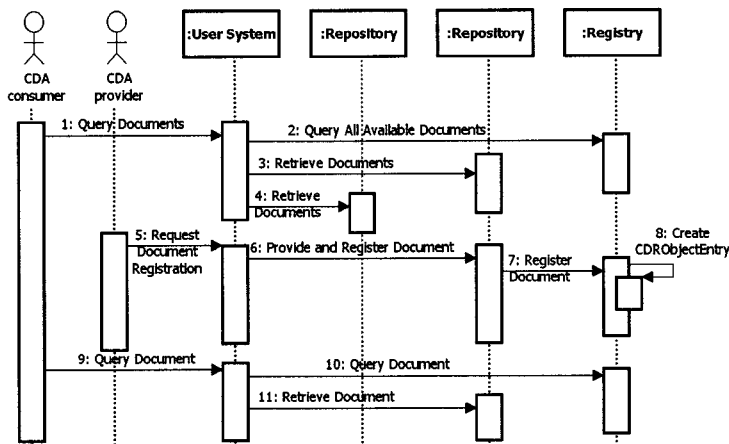 :User System
:Repository
:Repository
:Registry
CDA
consumer
CDA
provider
1: Query Documents
2: Query All Available Documents
3: Retrieve Documents
4: Retrieve
Documents
5: Request
Document
Registration
6: Provide and Register Document
7: Register
Document
8: Create
CDRObjectEntry
9: Query Document
10: Query Document
11: Retrieve Document